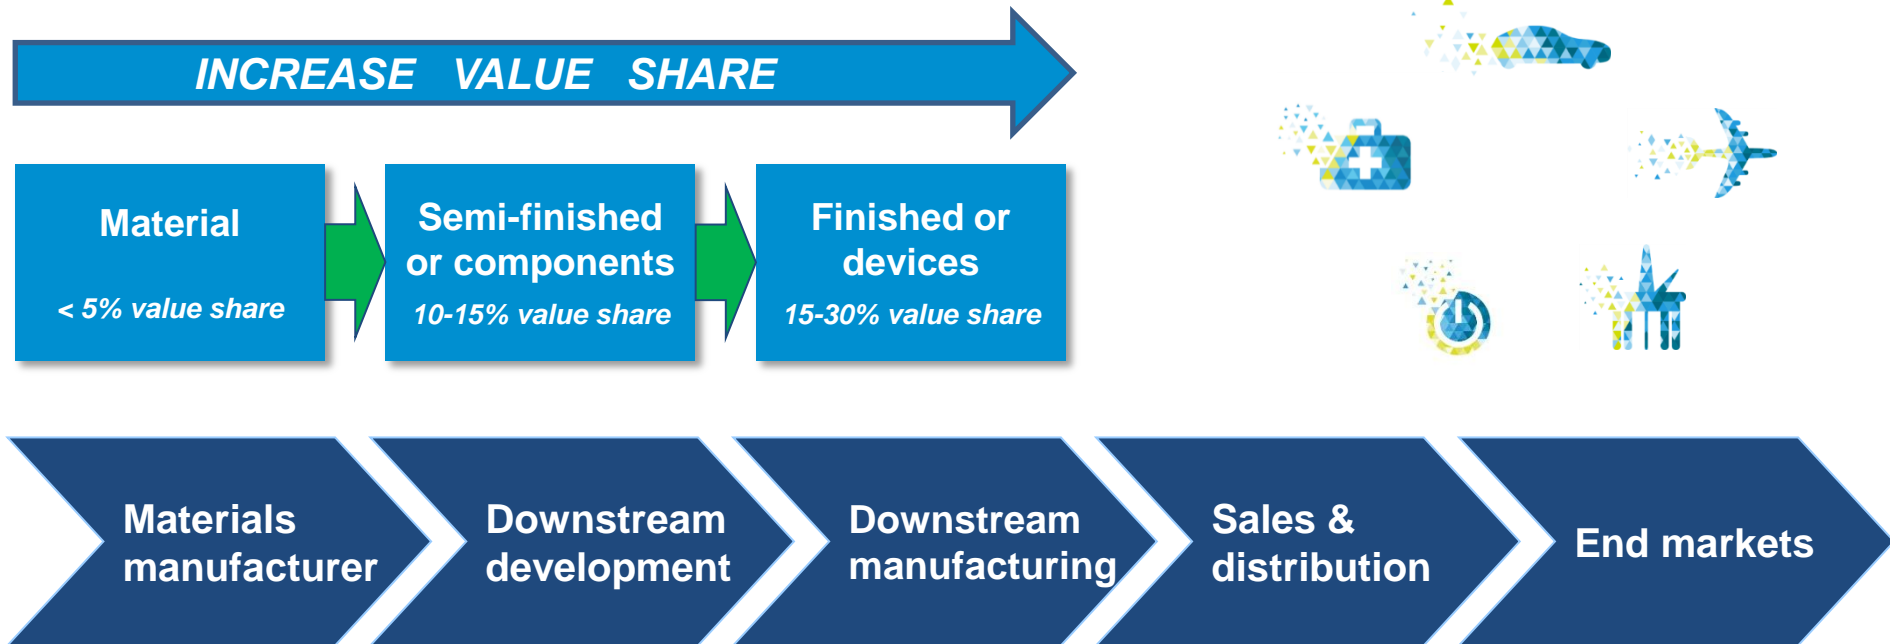 INCREASE VALUE SHARE
Material
< 5% value share
Semi-finished
or components
10-15% value share
Finished or
devices
15-30% value share
Materials
manufacturer
Downstream
development
Downstream
manufacturing
Sales &
distribution
End markets